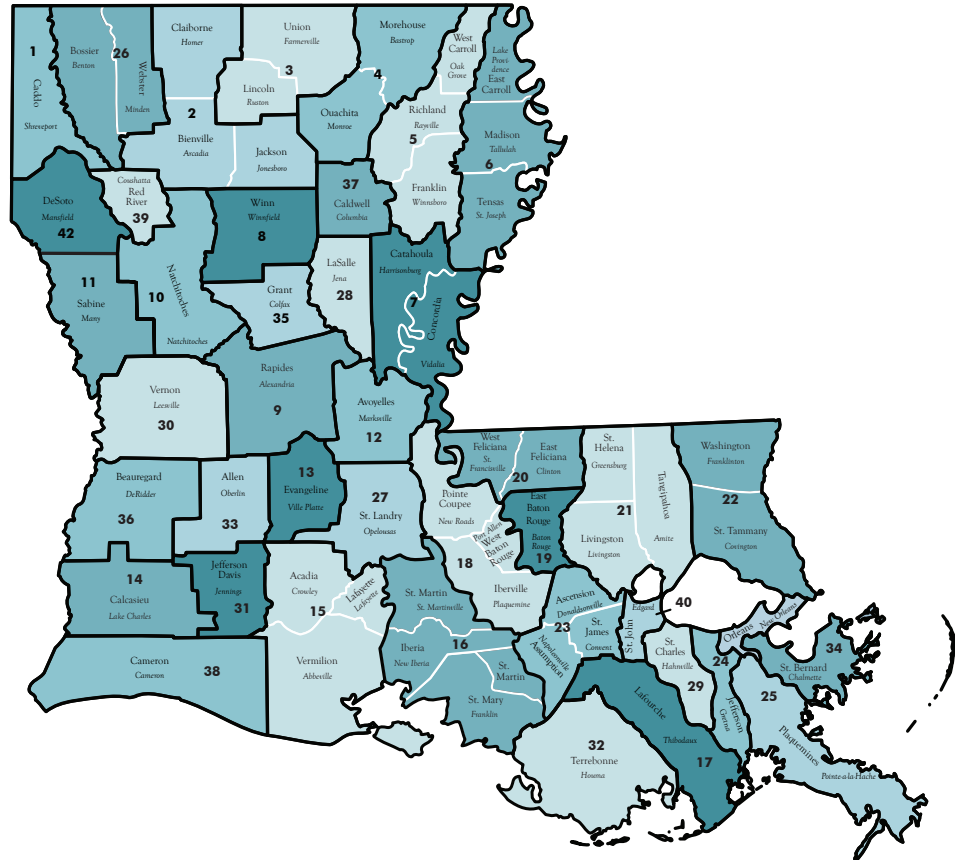 1
Caddo
Shreveport
Bossier
Benton
26
Webster
Minden
Claiborne
Homer
2
Bienville
Arcadia
Jackson
Jonesboro
Union
Farmerville
3
Lincoln
Ruston
Morehouse
Bastrop
4
Ouachita
Monroe
West
Carroll
Oak
Grove
Richland
Rayville
5
Franklin
Winnsboro
Lake
Provi-
dence
East
Carroll
Madison
Tallulah
6
Tensas
St. Joseph
DeSoto
Mansfield
42
Coushatta
Red
River
39
Winn
Winnfield
8
37
Caldwell
Columbia
Catahoula
Harrisonburg
7
Concordia
Vidalia
11
Sabine
Many
10
Natchitoches
Natchitoches
Grant
Colfax
35
LaSalle
Jena
28
Vernon
Leesville
30
Rapides
Alexandria
9
Avoyelles
Marksville
12
Beauregard
DeRidder
36
Allen
Oberlin
33
13
Evangeline
Ville Platte
27
St. Landry
Opelousas
Pointe
Coupee
New Roads
Port Allen
West
Baton
Rouge
18
Iberville
Plaquemine
West
Feliciana
St.
Francisville
East
Feliciana
Clinton
20
East
Baton
Rouge
Baton
Rouge
19
St.
Helena
Greensburg
21
Livingston
Livingston
Tangipahoa
Amite
Washington
Franklinton
22
St. Tammany
Covington
14
Calcasieu
Lake Charles
Jefferson
Davis
Jennings
31
Acadia
Crowley
15
Lafayette
Lafayette
Vermilion
Abbeville
Cameron
Cameron
38
St. Martin
St. Martinville
Iberia
New Iberia
16
St.
Martin
St. Mary
Franklin
Ascension
Donaldsonville
23
St.
James
Convent
Napoleonville
Assumption
Edgard
St. John
40
St.
Charles
Hahnville
29
Orleans
New Orleans
24
Jefferson
Gretna
St. Bernard
Chalmette
34
25
Plaquemines
Pointe-a-la-Hache
Lafourche
Thibodaux
17
32
Terrebonne
Houma